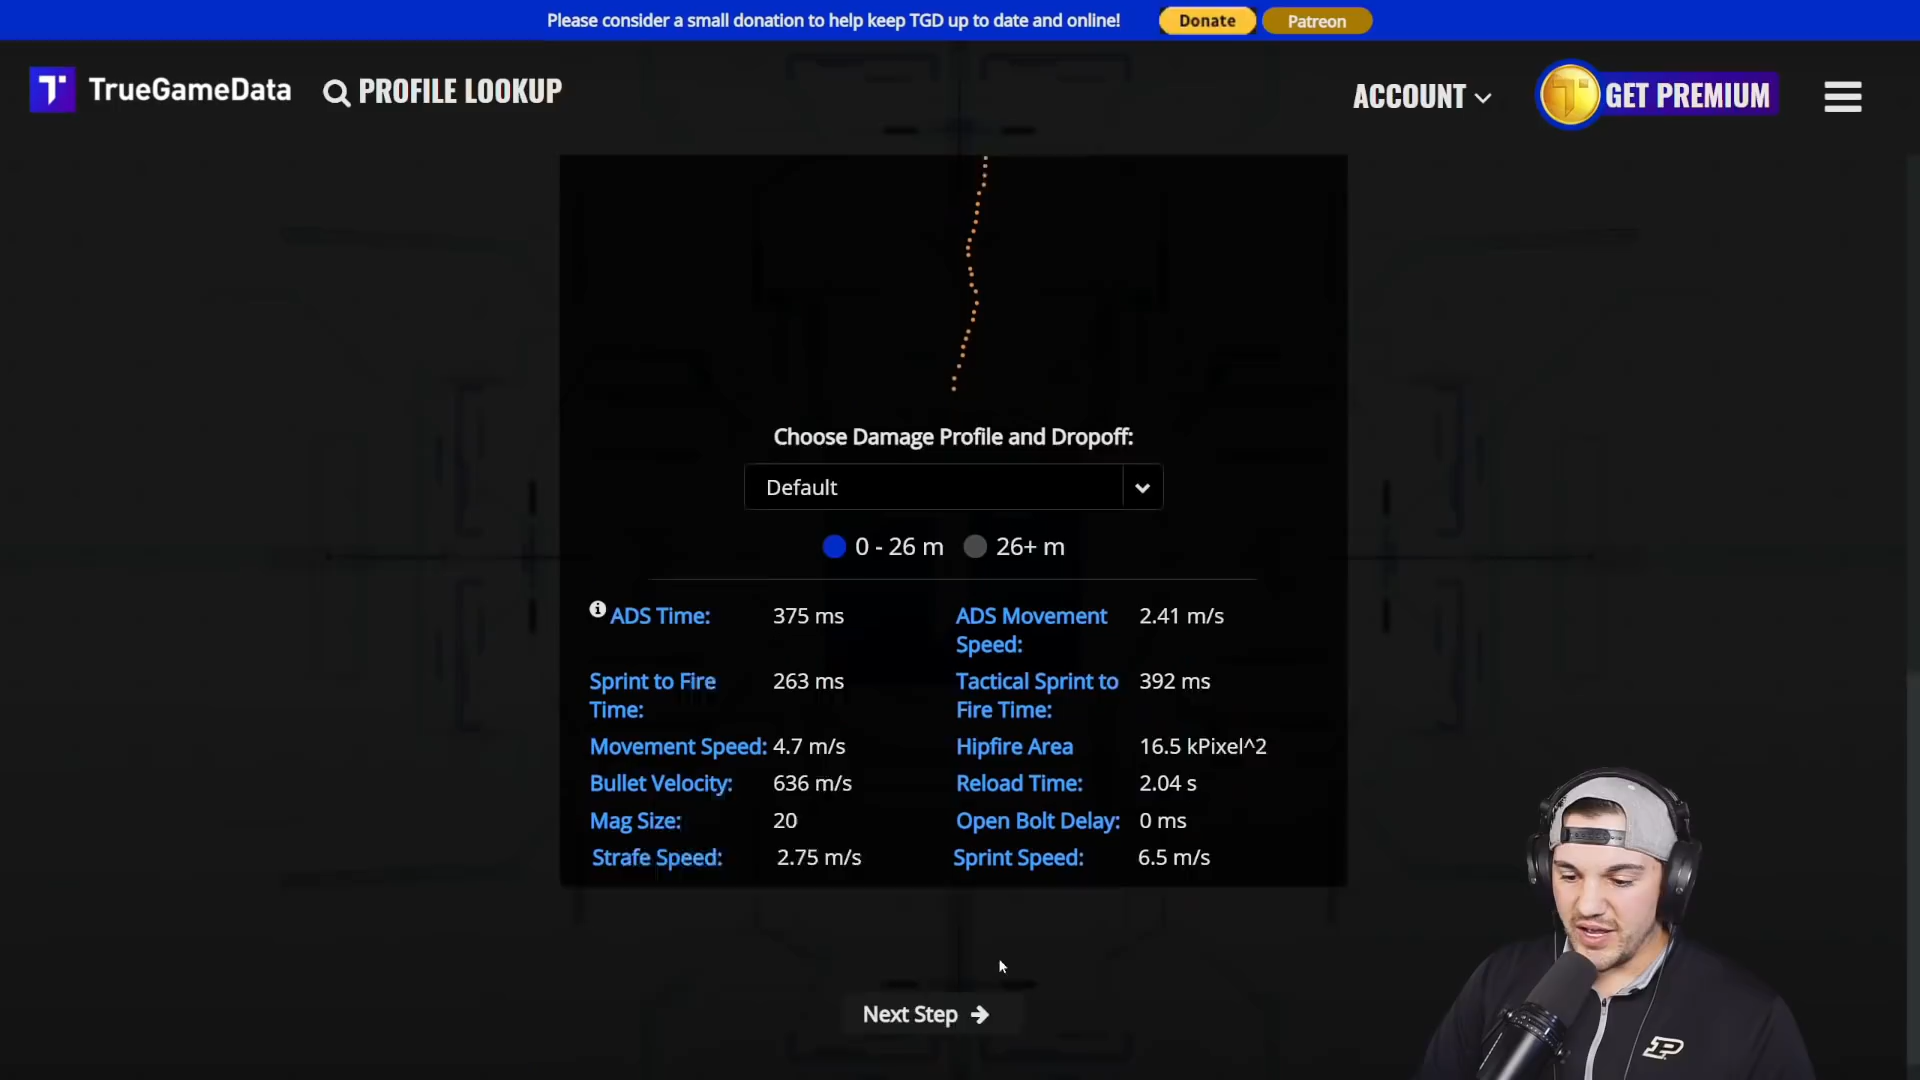 Please consider a small donation to help keep TGD up to date and online!
Donate
Patreon
TrueGameData
PROFILE LOOKUP
ACCOUNT
GET PREMIUM
Choose Damage Profile and Dropoff:
Default
0 - 26 m
26+ m
ADS Time: 375 ms
ADS Movement Speed: 2.41 m/s
Sprint to Fire Time: 263 ms
Tactical Sprint to Fire Time: 392 ms
Movement Speed: 4.7 m/s
Hipfire Area 16.5 kPixel^2
Bullet Velocity: 636 m/s
Reload Time: 2.04 s
Mag Size: 20
Open Bolt Delay: 0 ms
Strafe Speed: 2.75 m/s
Sprint Speed: 6.5 m/s
Next Step
P